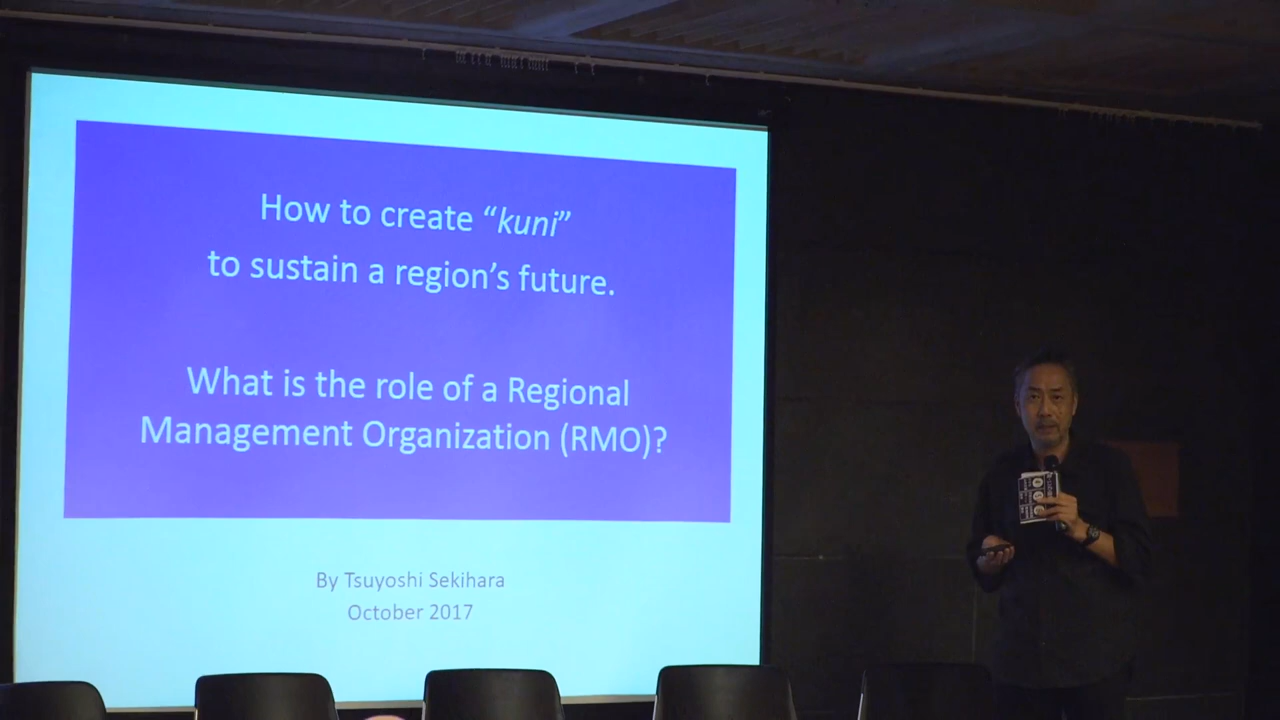 How to create “kuni”
to sustain a region’s future.
What is the role of a Regional
Management Organization (RMO)?
By Tsuyoshi Sekihara
October 2017